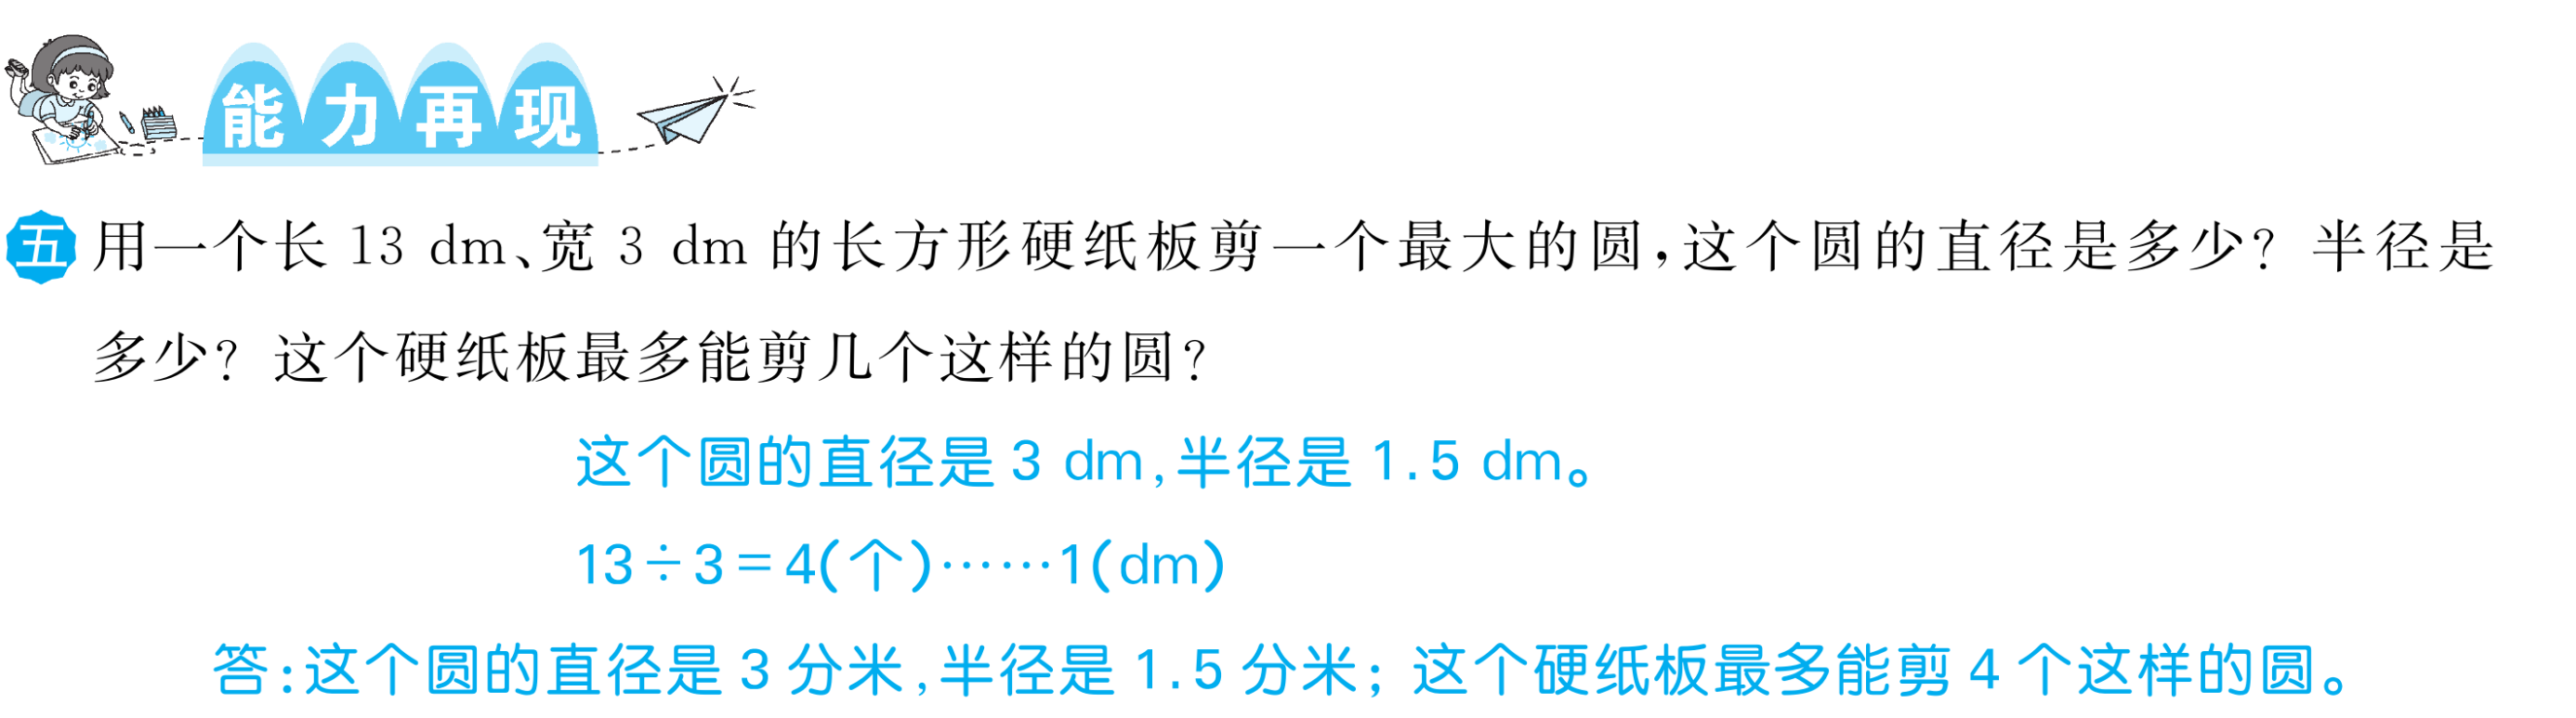 能力再现
五 用一个长 13 dm、宽 3 dm 的长方形硬纸板剪一个最大的圆,这个圆的直径是多少? 半径是
多少? 这个硬纸板最多能剪几个这样的圆?
这个圆的直径是 3 dm,半径是 1.5 dm。
13÷3=4(个)……1(dm)
答:这个圆的直径是 3 分米,半径是 1.5 分米; 这个硬纸板最多能剪 4 个这样的圆。